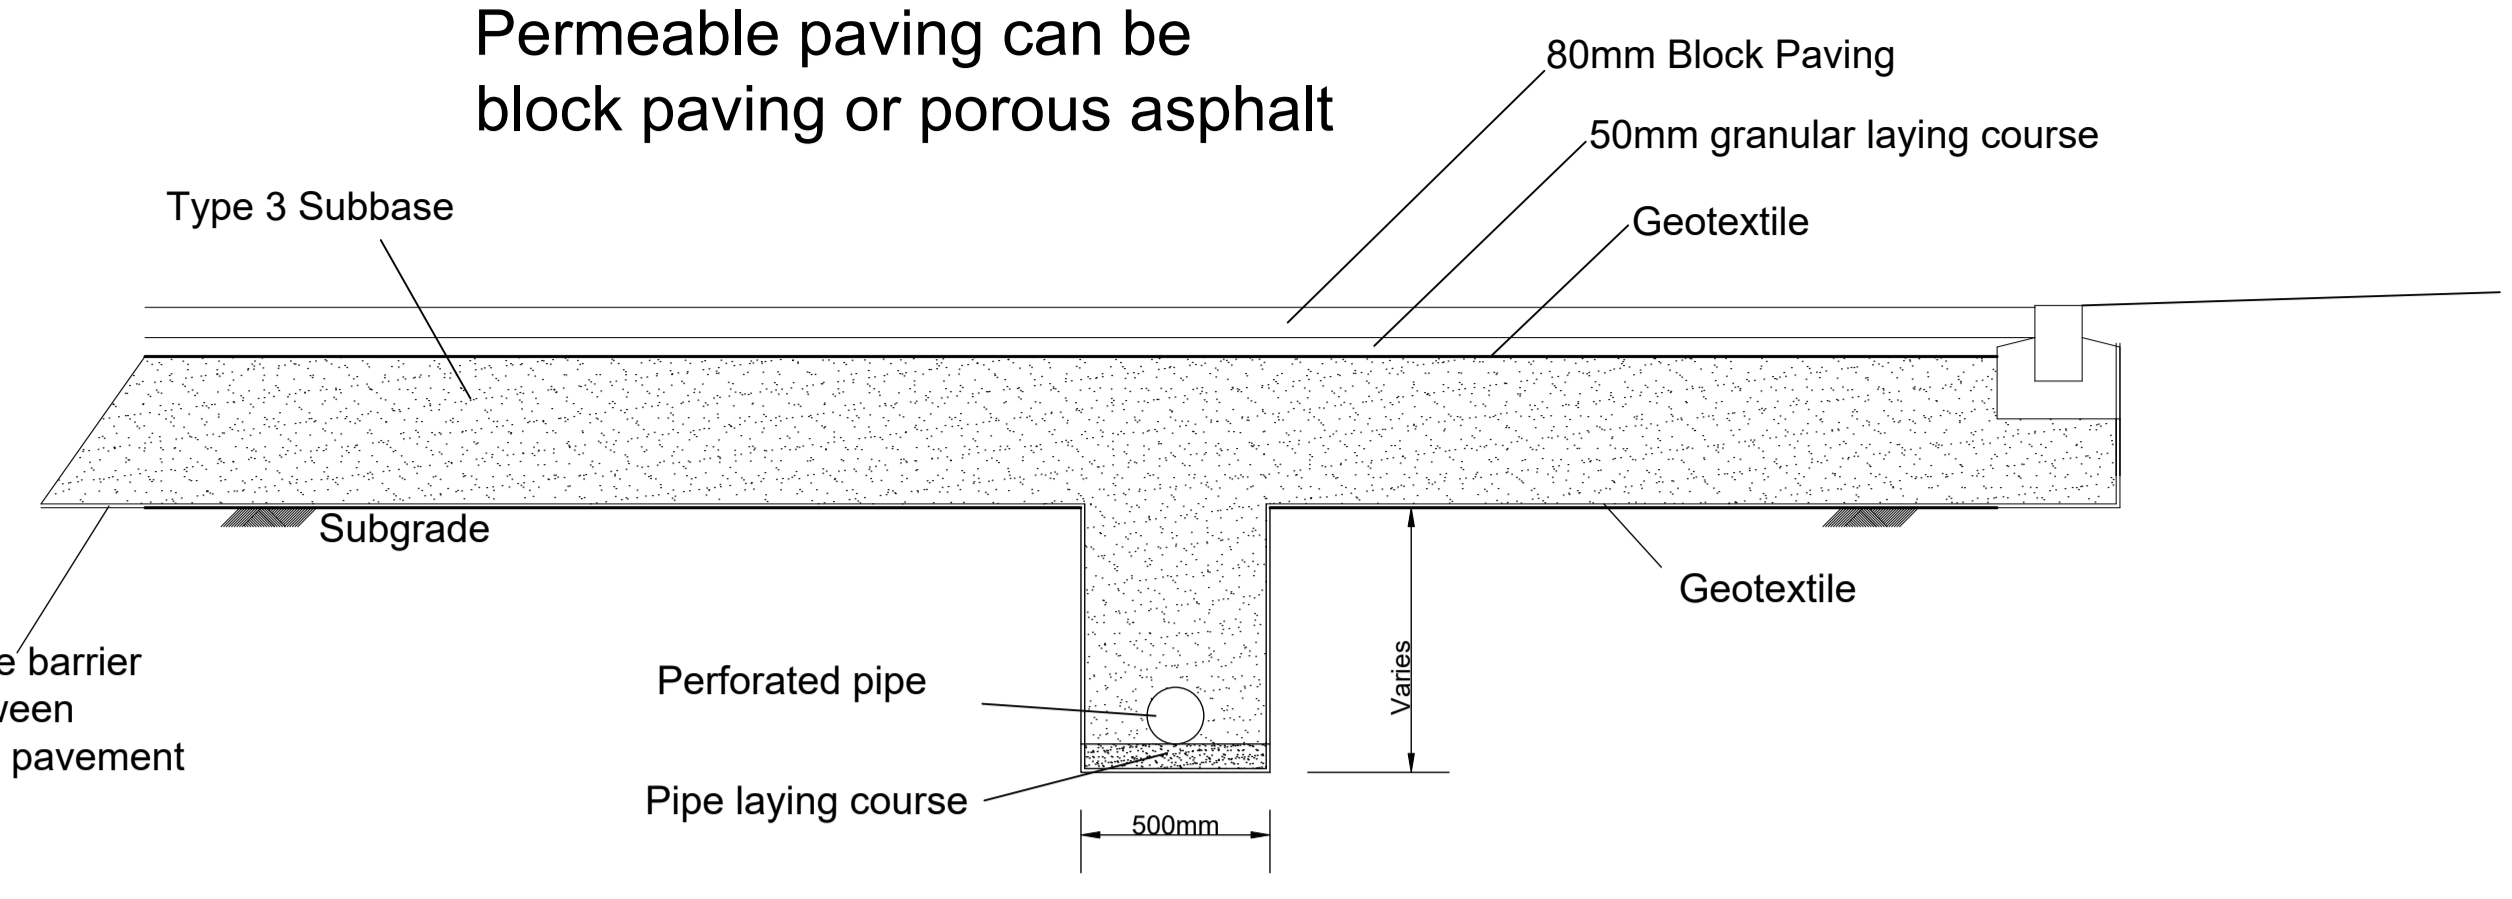 Permeable paving can be
block paving or porous asphalt
80mm Block Paving
50mm granular laying course
Type 3 Subbase
Geotextile
Subgrade
Geotextile
barrier
Varies
Perforated pipe
pavement
Pipe laying course
500mm